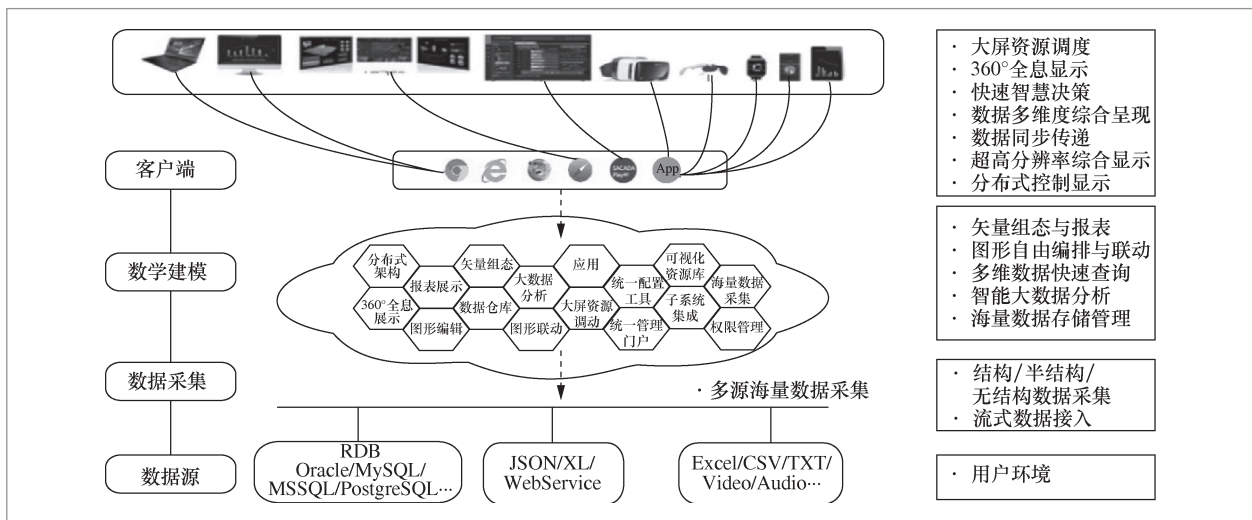 客户端
数学建模
数据采集
数据源
App
分布式
架构
矢量组态
应用
可视化
资源库
报表展示
大数据
分析
统一配置
工具
海量数据
采集
360°全息
展示
数据仓库
大屏资源
调动
子系统
集成
图形编辑
图形联动
统一管理
门户
权限管理
· 多源海量数据采集
RDB
Oracle/MySQL/
MSSQL/PostgreSQL…
JSON/XL/
WebService
Excel/CSV/TXT/
Video/Audio…
· 大屏资源调度
· 360°全息显示
· 快速智慧决策
· 数据多维度综合呈现
· 数据同步传递
· 超高分辨率综合显示
· 分布式控制显示
· 矢量组态与报表
· 图形自由编排与联动
· 多维数据快速查询
· 智能大数据分析
· 海量数据存储管理
· 结构/半结构/
无结构数据采集
· 流式数据接入
· 用户环境